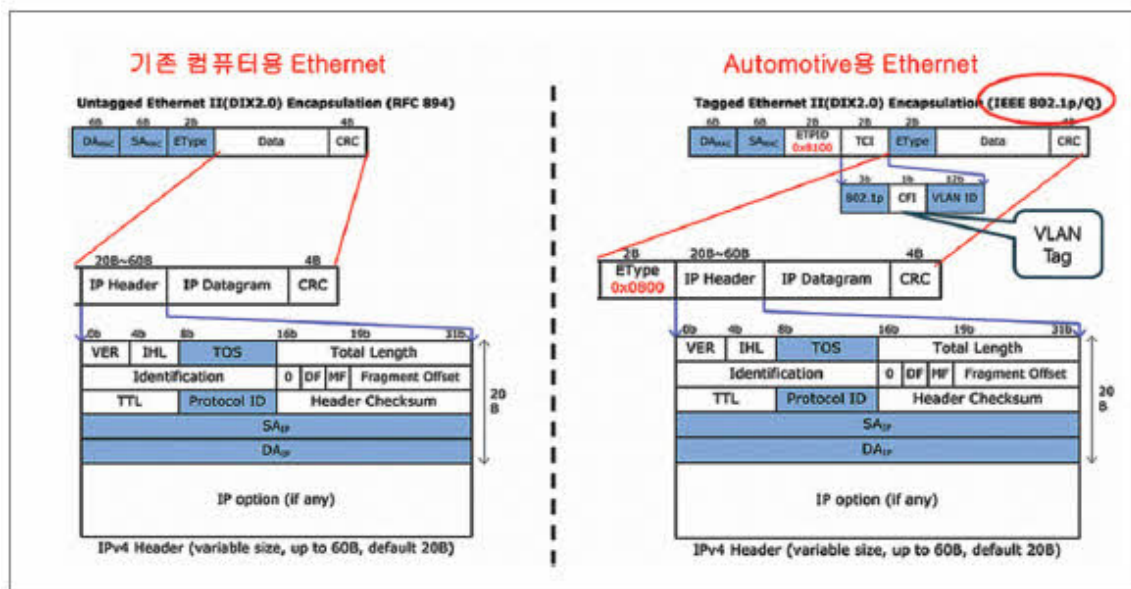 기존 컴퓨터용 Ethernet
Untagged Ethernet II(DIX2.0) Encapsulation (RFC 894)
6B 6B 2B 4B
DAMAC SAMAC EType Data CRC
20B~60B 4B
IP Header IP Datagram CRC
0b 4b 8b 16b 19b 31b
VER IHL TOS Total Length
Identification 0 DF MF Fragment Offset
TTL Protocol ID Header Checksum
SAIP
DAIP
20
B
IP option (if any)
IPv4 Header (variable size, up to 60B, default 20B)
Automotive용 Ethernet
Tagged Ethernet II(DIX2.0) Encapsulation (IEEE 802.1p/Q)
6B 6B 2B 2B 2B 4B
DAMAC SAMAC ETPID TCI EType Data CRC
0x8100
3b 1b 12b
802.1p CFI VLAN ID
VLAN
Tag
2B 20B~60B 4B
EType IP Header IP Datagram CRC
0x0800
0b 4b 8b 16b 19b 31b
VER IHL TOS Total Length
Identification 0 DF MF Fragment Offset
TTL Protocol ID Header Checksum
SAIP
DAIP
20
B
IP option (if any)
IPv4 Header (variable size, up to 60B, default 20B)